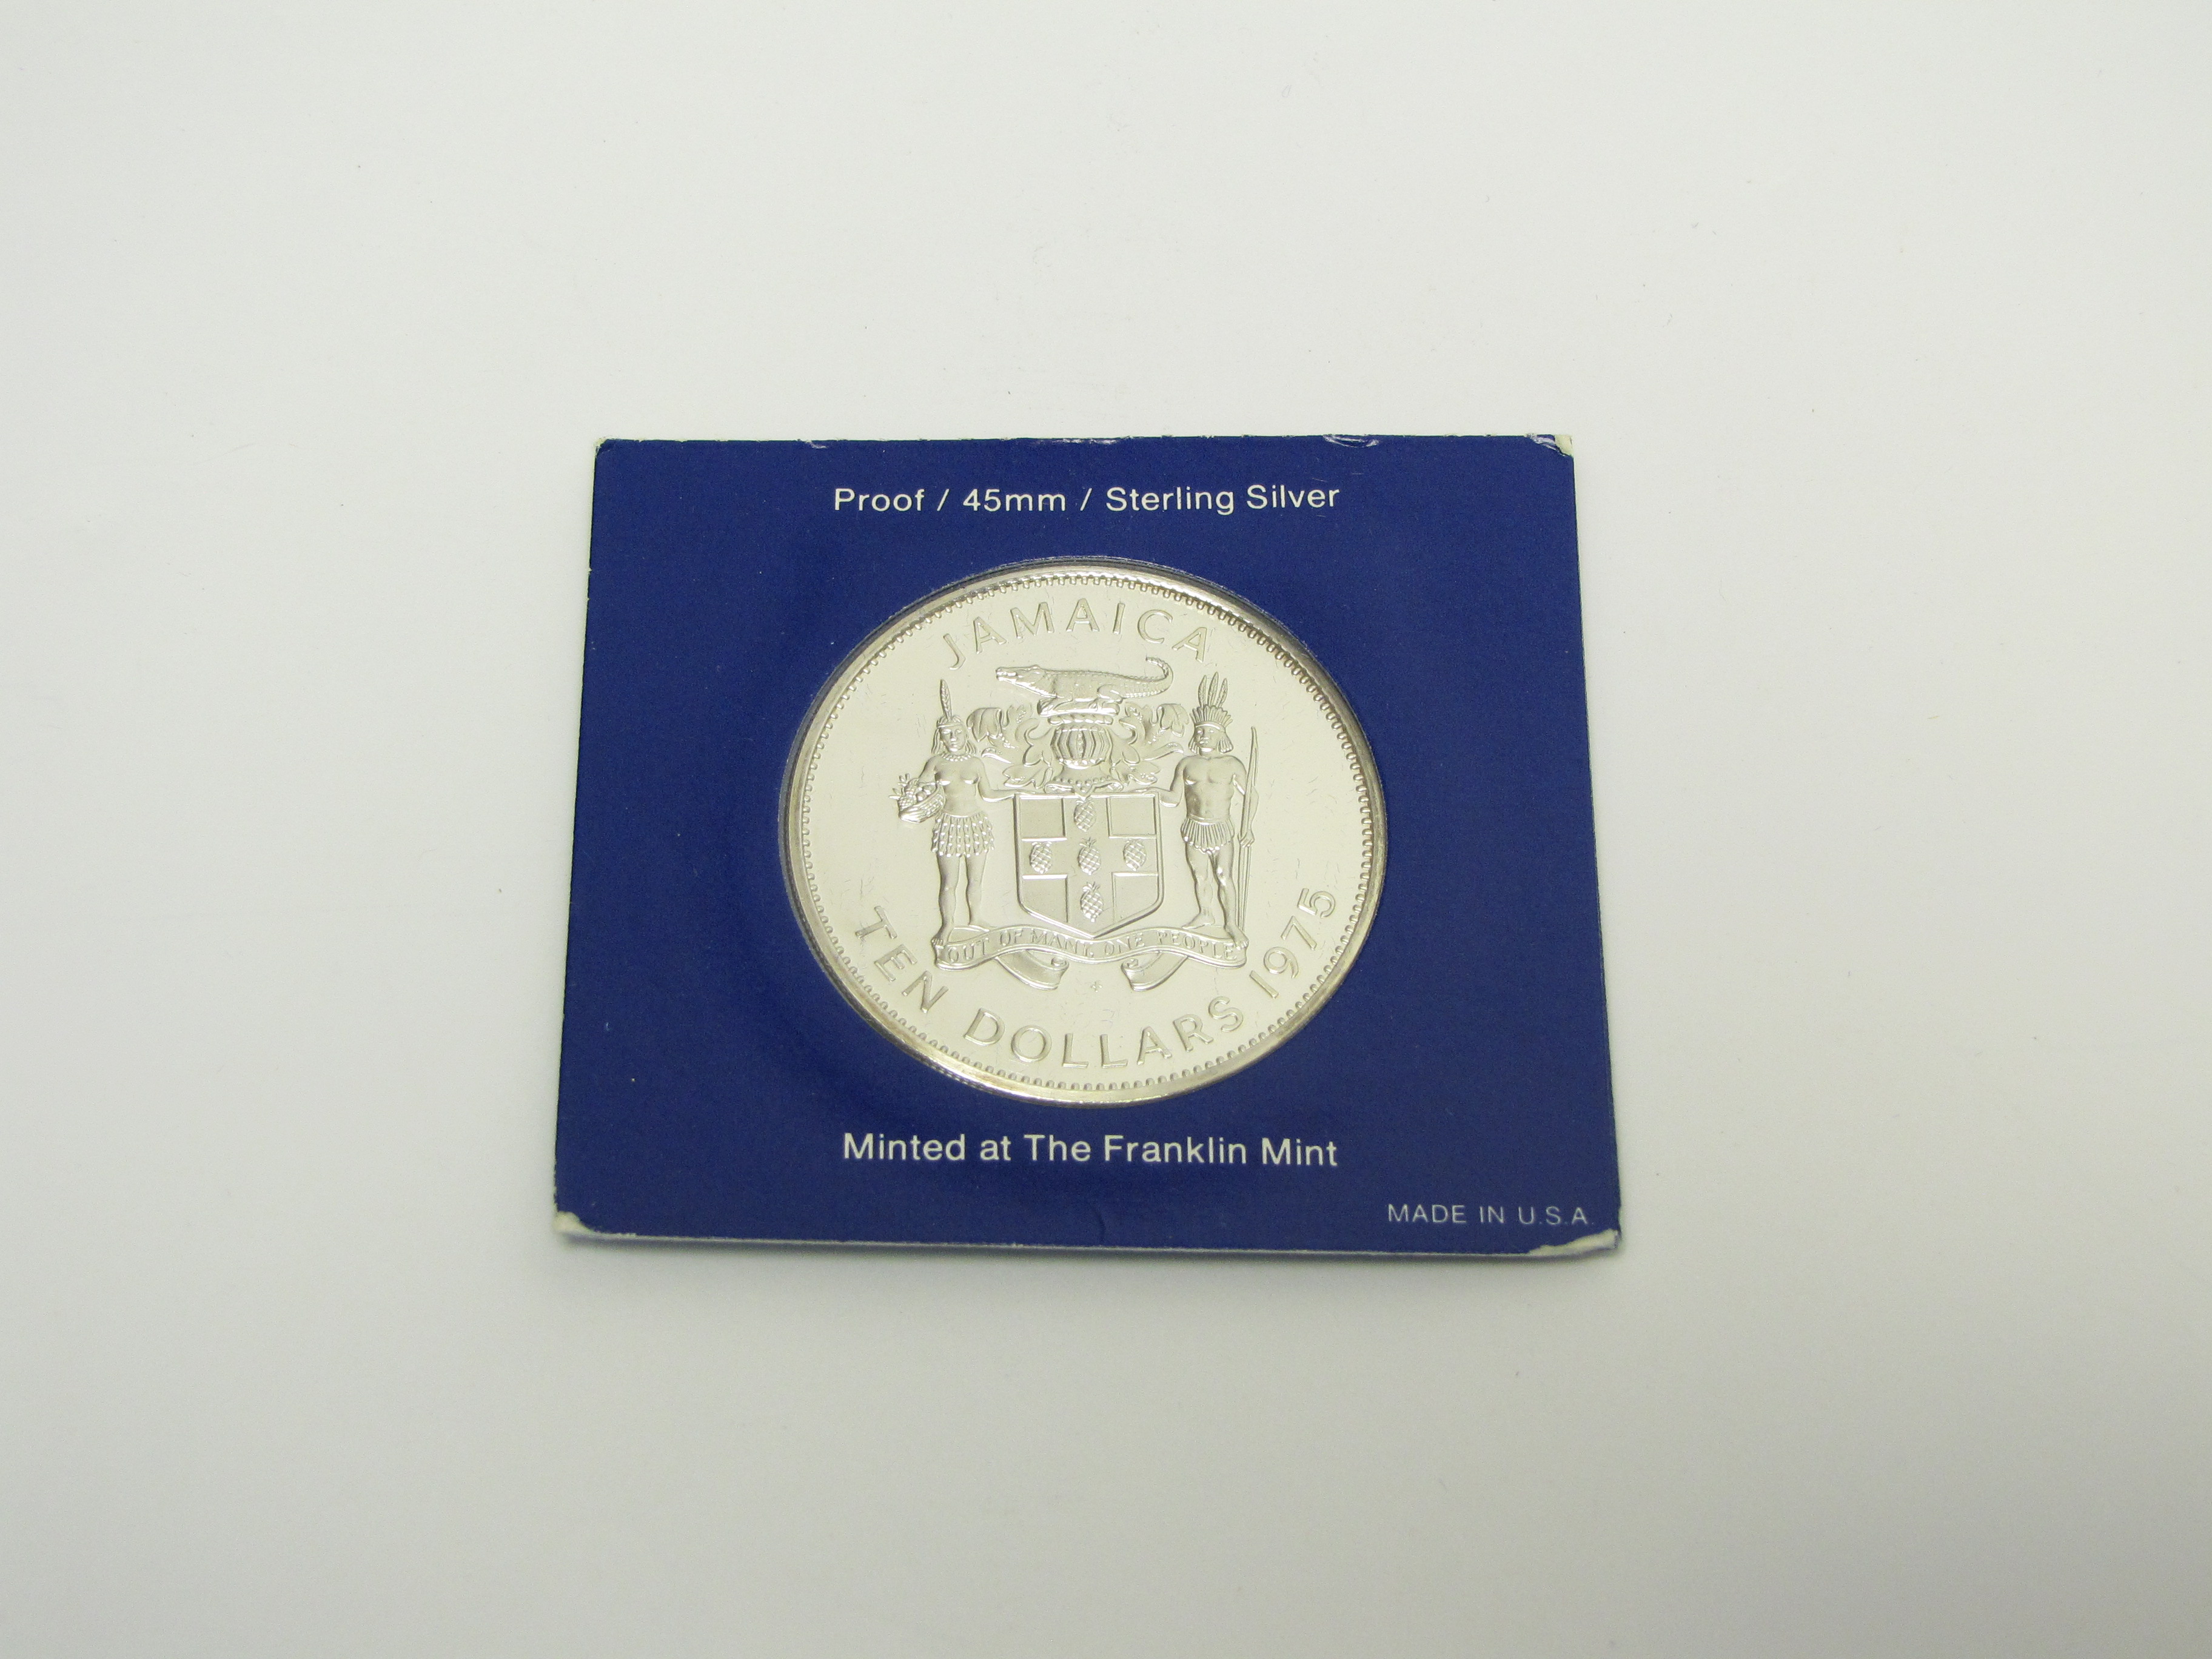 Proof / 45mm / Sterling Silver
JAMAICA
OUT OF MANY, ONE PEOPLE
TEN DOLLARS 1975
Minted at The Franklin Mint
MADE IN U.S.A.